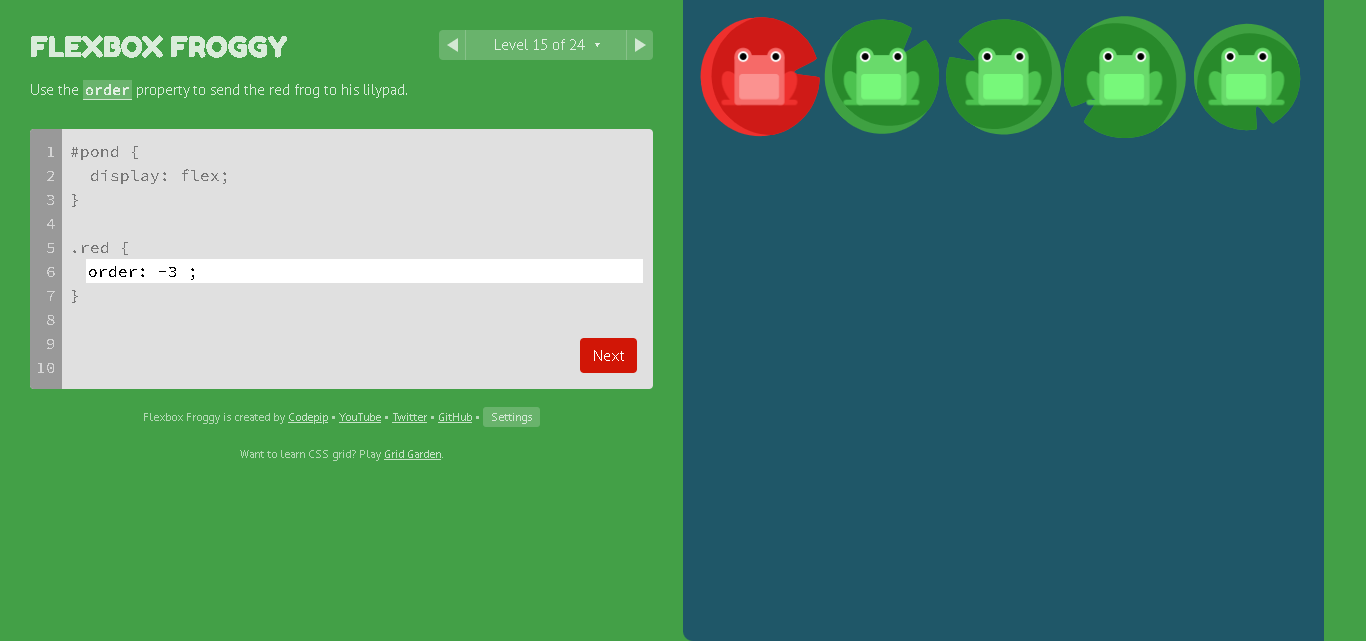 FLEXBOX FROGGY
Level 15 of 24
Use the order property to send the red frog to his lilypad.
1 #pond {
2 display: flex;
3 }
4
5 .red {
6 order: -3 ;
7 }
8
9
10
Next
Flexbox Froggy is created by Codepip • YouTube • Twitter • GitHub • Settings
Want to learn CSS grid? Play Grid Garden.